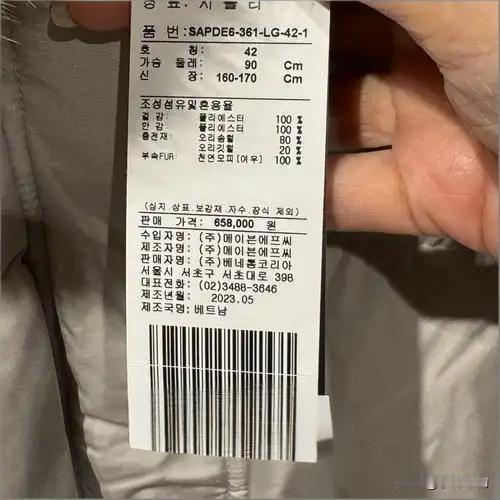 상 표: 시슬리
품 번: SAPDE6-361-LG-42-1
호 칭: 42
가슴 둘레: 90 Cm
신 장: 160-170 Cm
조성섬유및혼용율
겉 감: 폴리에스터 100 %
안 감: 폴리에스터 100 %
충전재: 오리솜털 80 %
오리깃털 20 %
부속FUR: 천연모피[여우] 100 %
(심지.상표.보강재.자수.장식 제외)
판매 가격: 658,000 원
수입자명: (주)메이븐에프씨
제조자명: (주)메이븐에프씨
판매자명: (주)베네통코리아
서울시 서초구 서초대로 398
대표전화: (02)3488-3646
제조년월: 2023.05
제조국명: 베트남